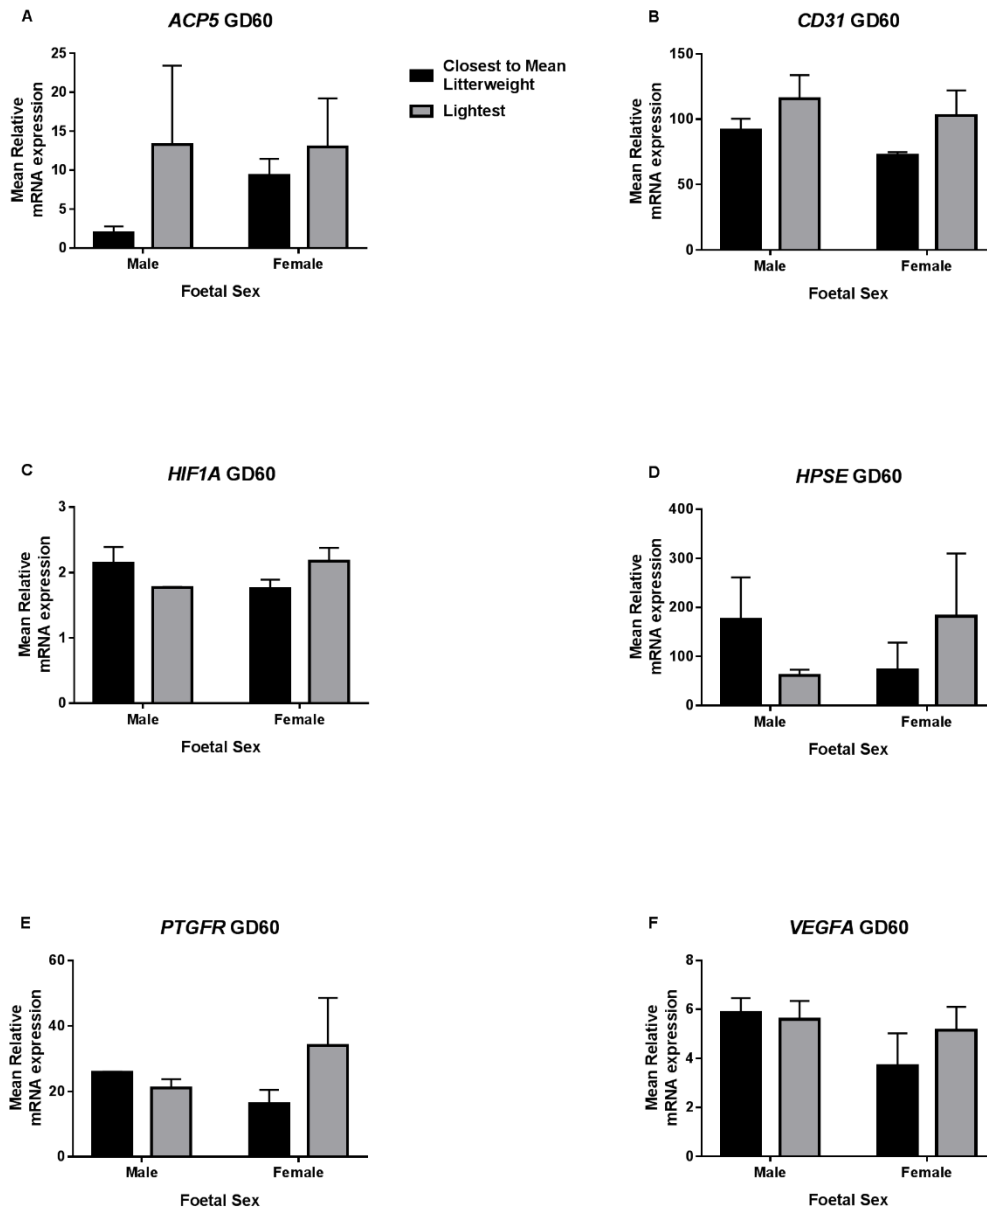 A
ACP5 GD60
Mean Relative
mRNA expression
25
20
15
10
5
0
Male
Female
Foetal Sex
Closest to Mean
Litterweight
Lightest
B
CD31 GD60
Mean Relative
mRNA expression
150
100
50
0
Male
Female
Foetal Sex
C
HIF1A GD60
Mean Relative
mRNA expression
3
2
1
0
Male
Female
Foetal Sex
D
HPSE GD60
Mean Relative
mRNA expression
400
300
200
100
0
Male
Female
Foetal Sex
E
PTGFR GD60
Mean Relative
mRNA expression
60
40
20
0
Male
Female
Foetal Sex
F
VEGFA GD60
Mean Relative
mRNA expression
8
6
4
2
0
Male
Female
Foetal Sex